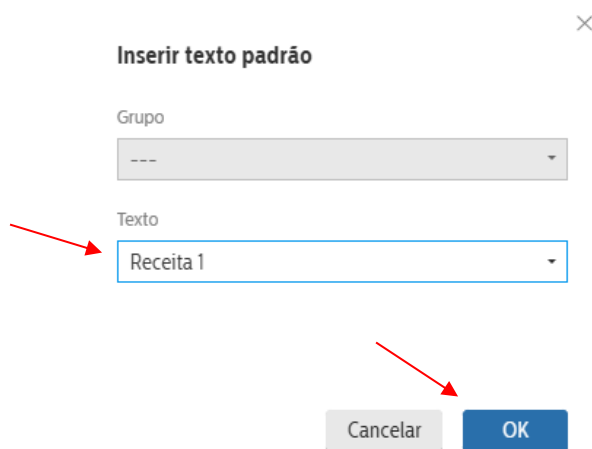 Inserir texto padrão
Grupo
---
Texto
Receita 1
Cancelar OK